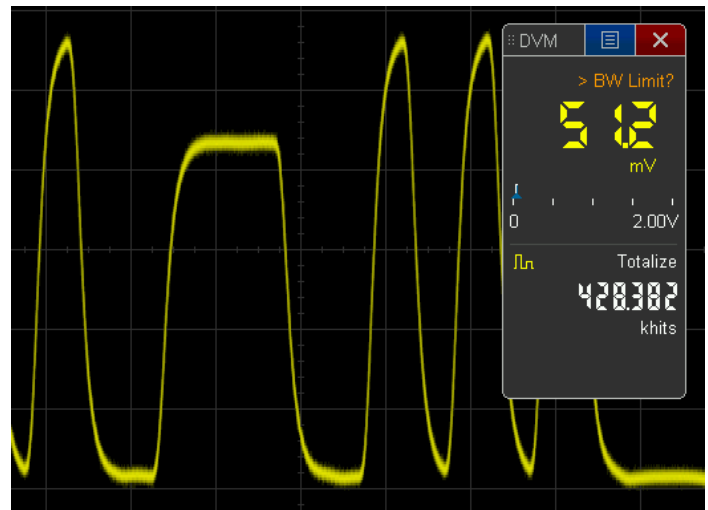 DVM
> BW Limit?
51.2
mV
0 2.00V
Totalize
428.382
khits